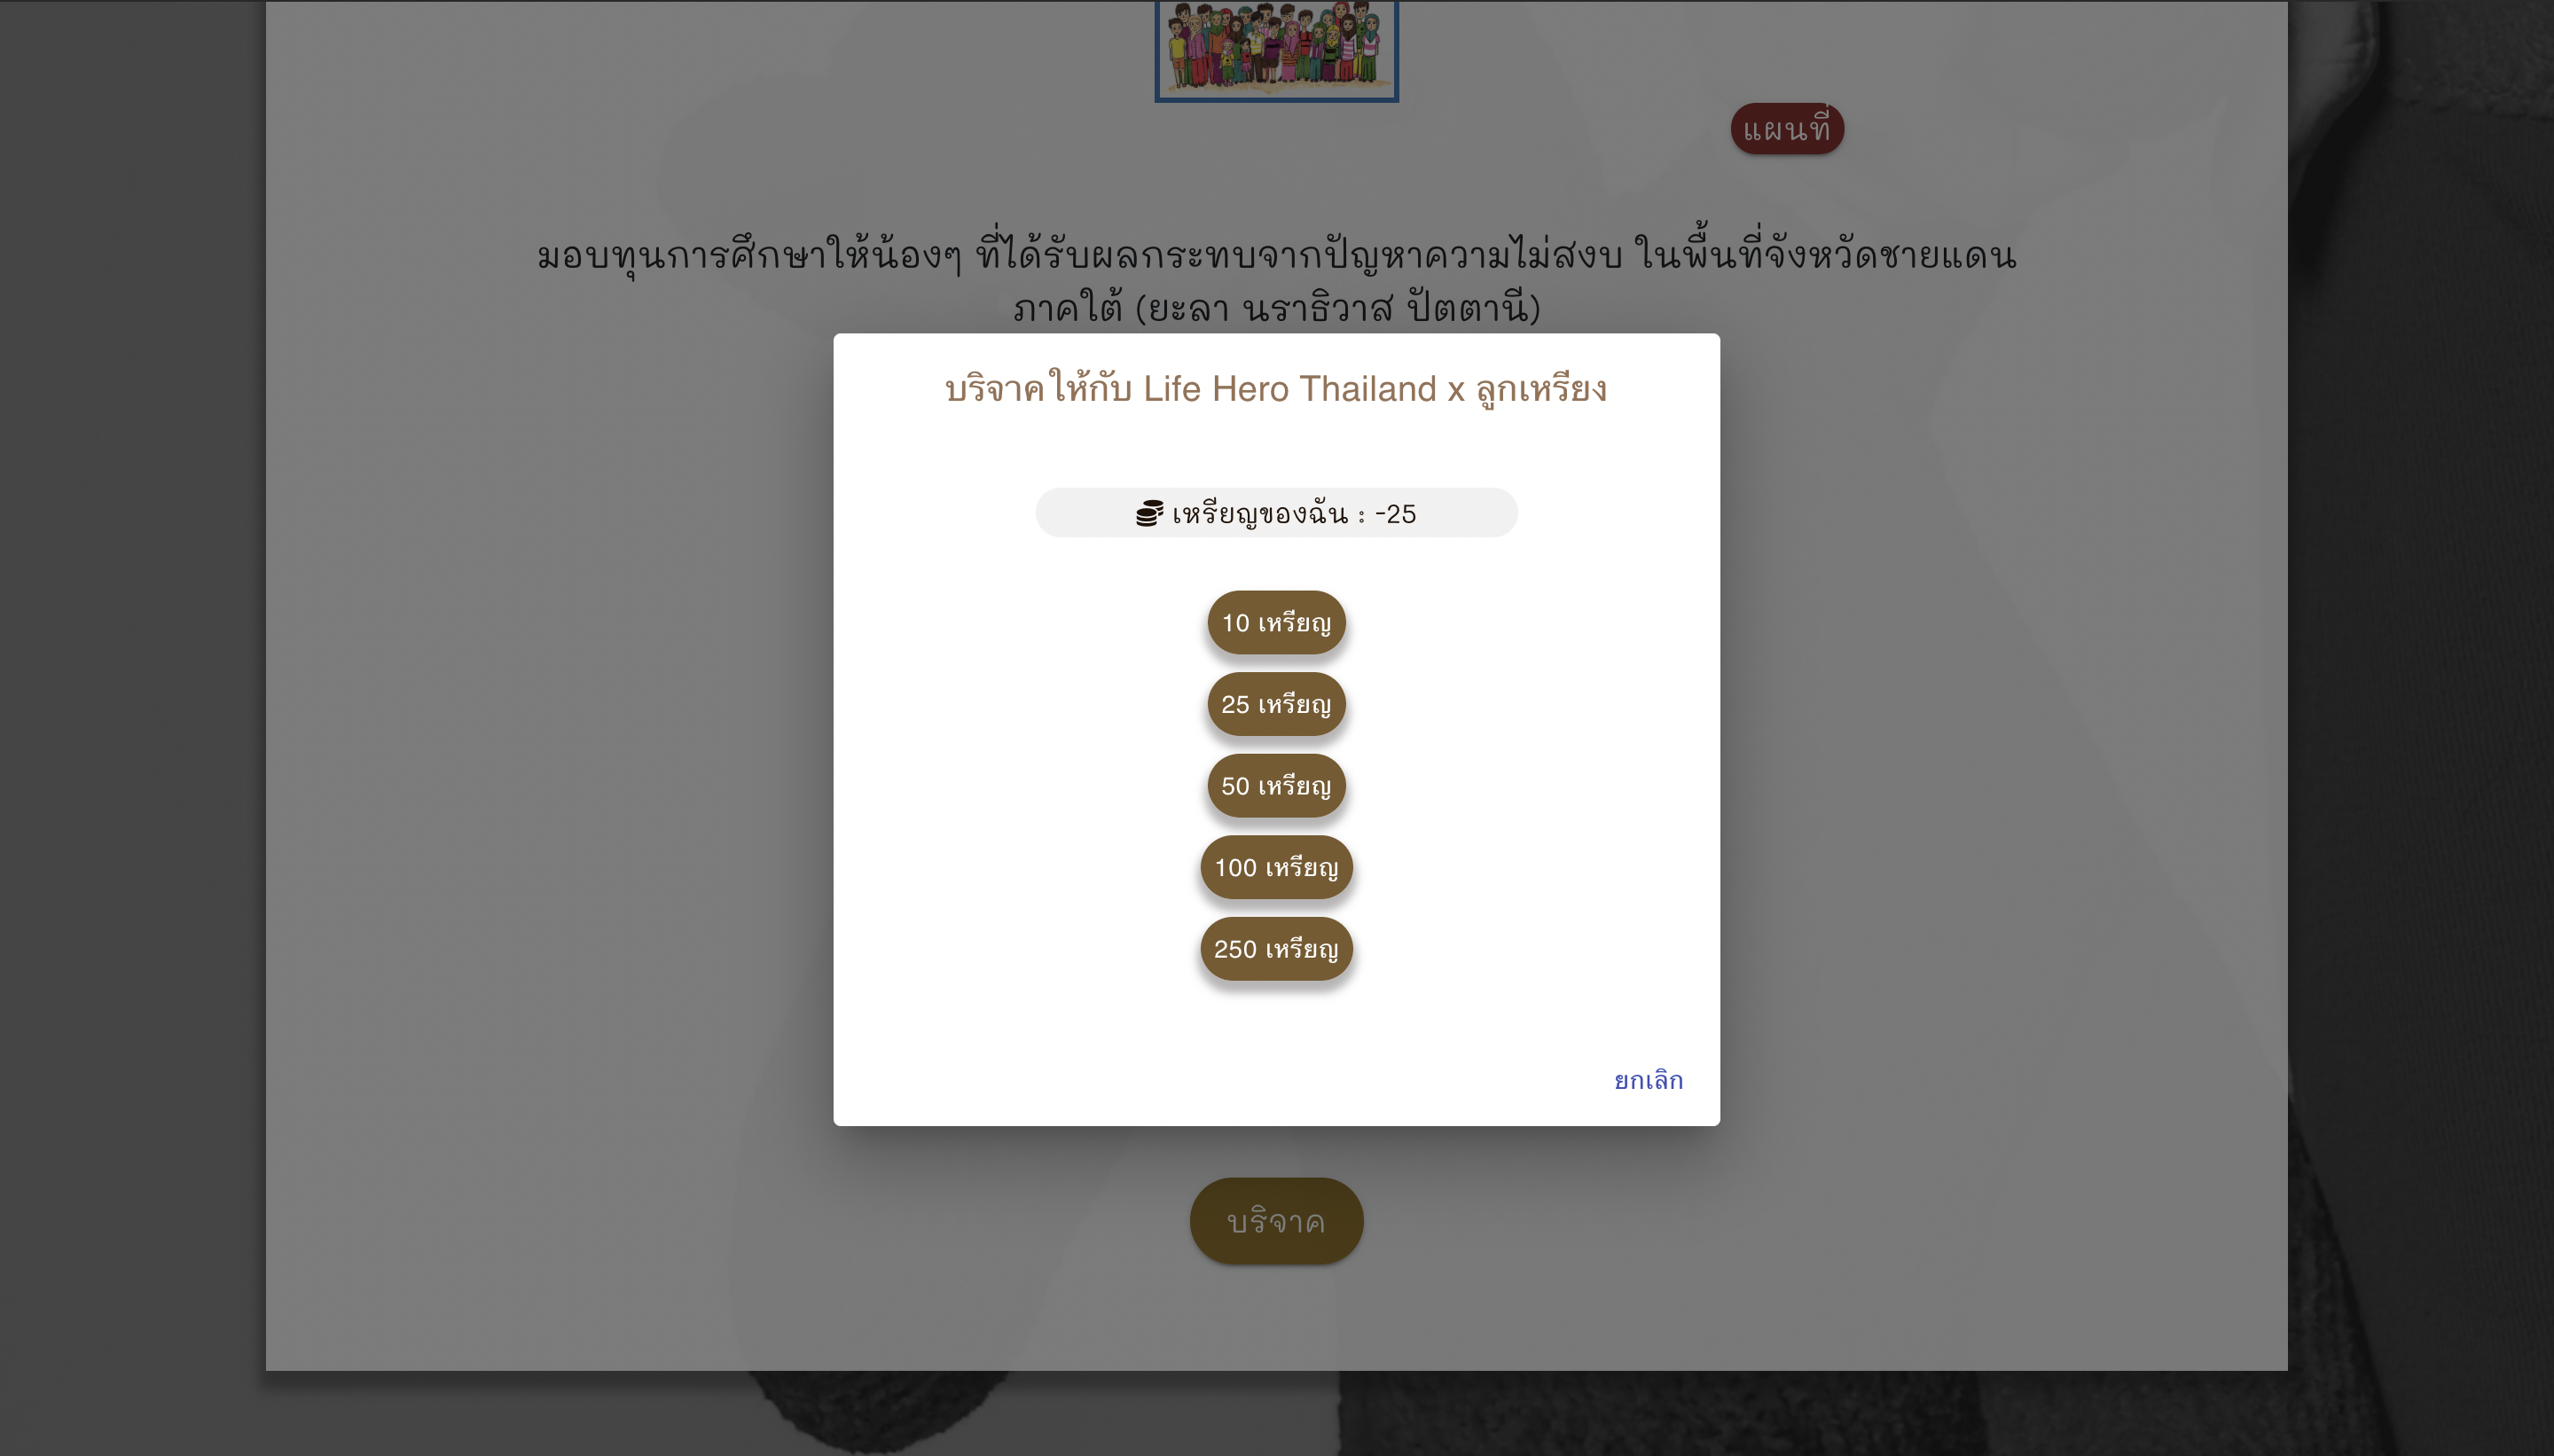 แผนที่
มอบทุนการศึกษาให้น้องๆ ที่ได้รับผลกระทบจากปัญหาความไม่สงบ ในพื้นที่จังหวัดชายแดน
ภาคใต้ (ยะลา นราธิวาส ปัตตานี)
บริจาคให้กับ Life Hero Thailand x ลูกเหรียง
เหรียญของฉัน : -25
10 เหรียญ
25 เหรียญ
50 เหรียญ
100 เหรียญ
250 เหรียญ
ยกเลิก
บริจาค